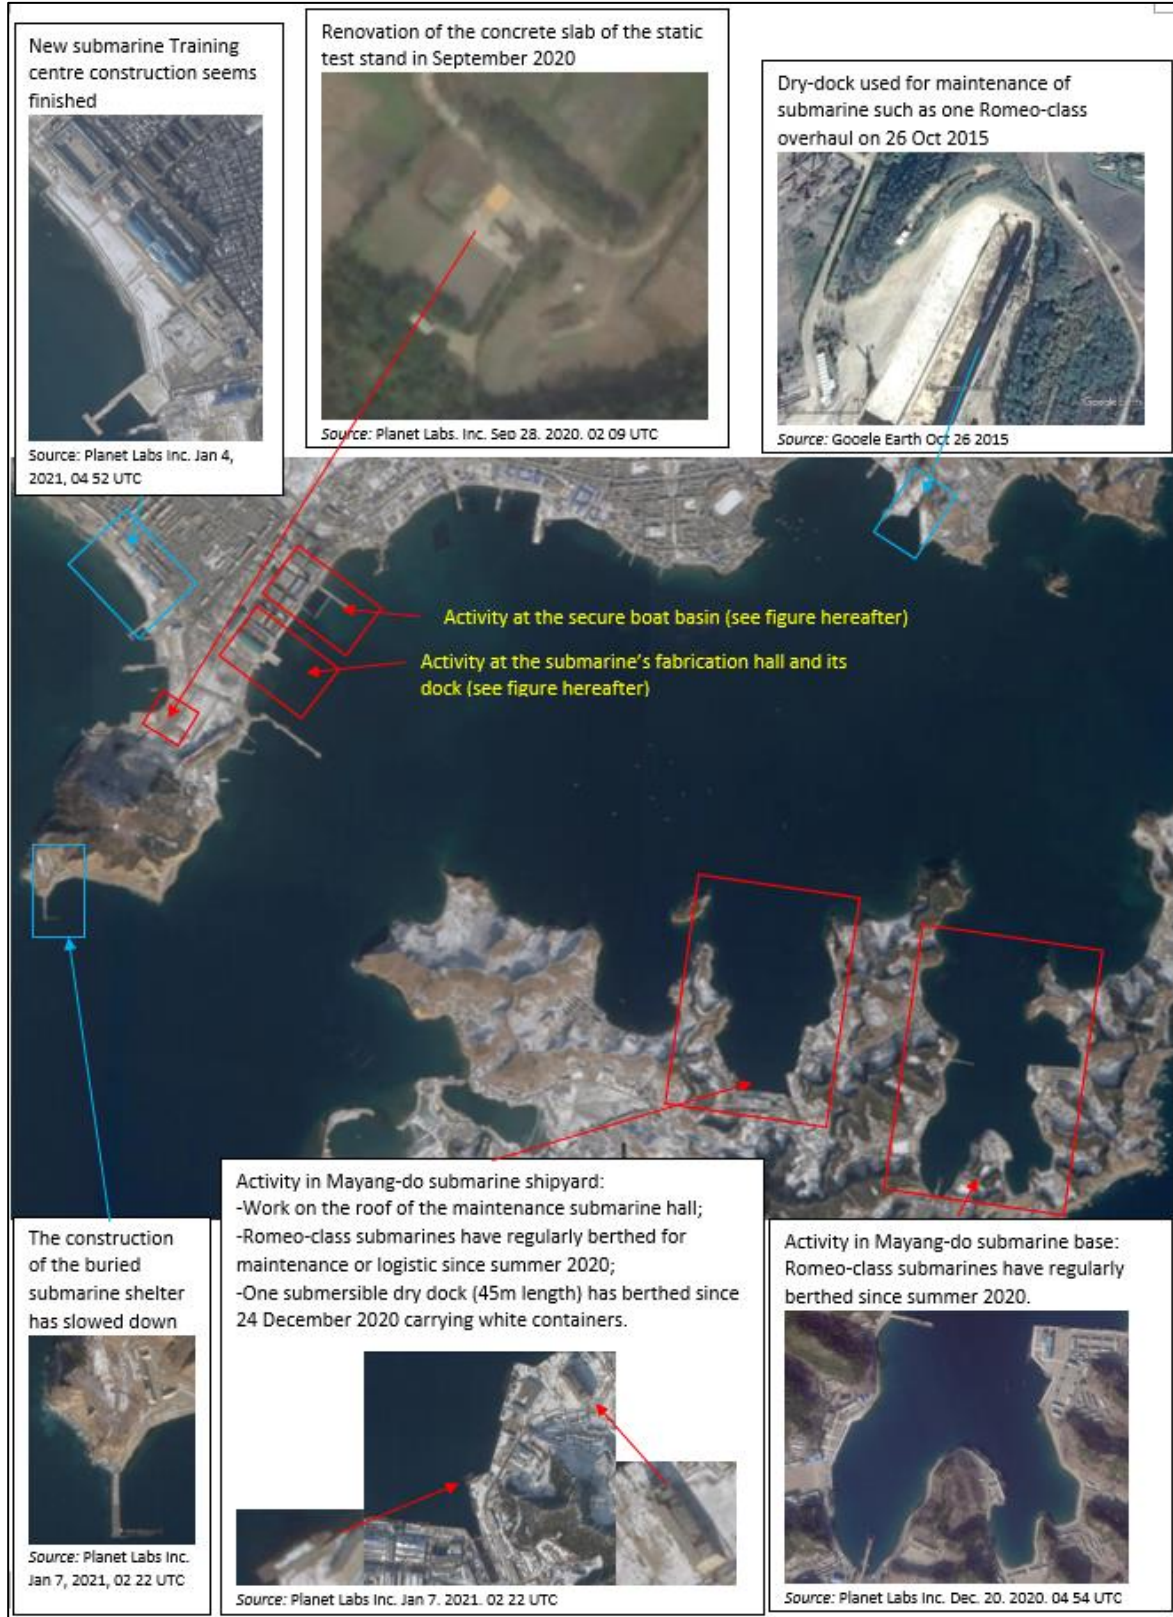 New submarine Training
centre construction seems
finished
Source: Planet Labs Inc. Jan 4,
2021, 04 52 UTC
Renovation of the concrete slab of the static
test stand in September 2020
Source: Planet Labs. Inc. Sep 28. 2020. 02 09 UTC
Dry-dock used for maintenance of
submarine such as one Romeo-class
overhaul on 26 Oct 2015
Google Earth
Source: Google Earth Oct 26 2015
Activity at the secure boat basin (see figure hereafter)
Activity at the submarine's fabrication hall and its
dock (see figure hereafter)
The construction
of the buried
submarine shelter
has slowed down
Source: Planet Labs Inc.
Jan 7, 2021, 02 22 UTC
Activity in Mayang-do submarine shipyard:
-Work on the roof of the maintenance submarine hall;
-Romeo-class submarines have regularly berthed for
maintenance or logistic since summer 2020;
-One submersible dry dock (45m length) has berthed since
24 December 2020 carrying white containers.
Source: Planet Labs Inc. Jan 7. 2021. 02 22 UTC
Activity in Mayang-do submarine base:
Romeo-class submarines have regularly
berthed since summer 2020.
Source: Planet Labs Inc. Dec. 20. 2020. 04 54 UTC